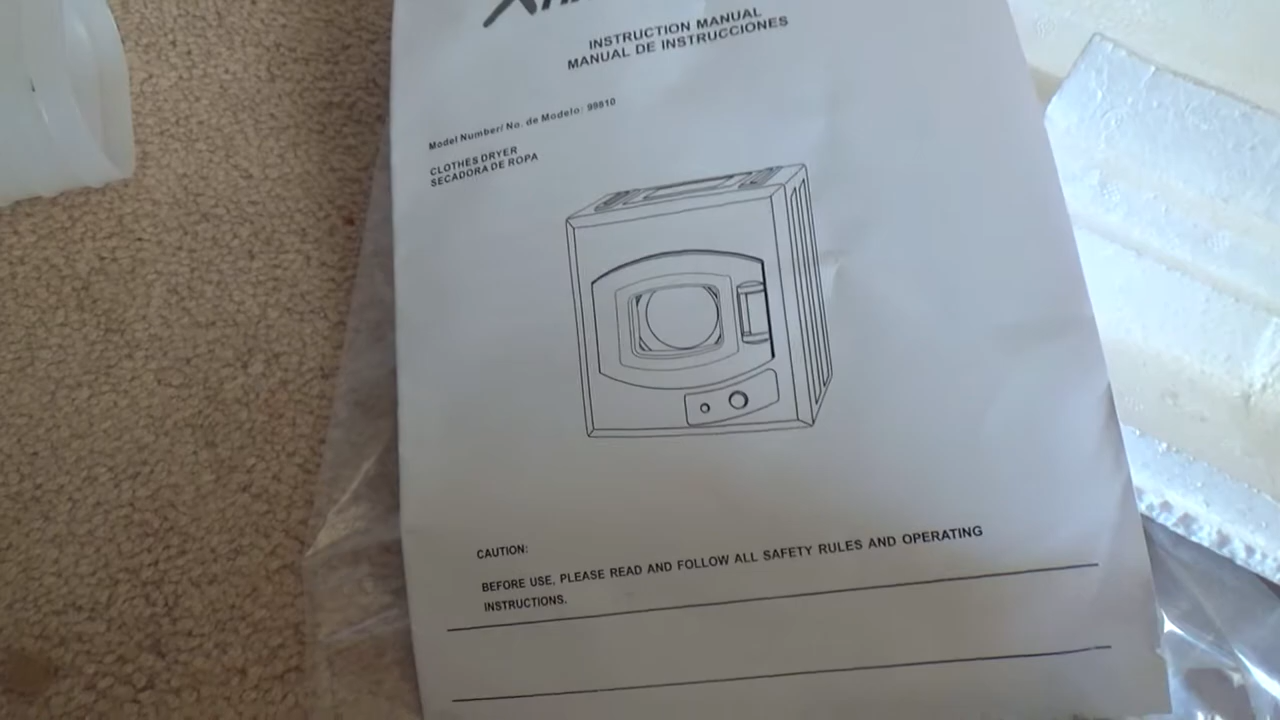 INSTRUCTION MANUAL
MANUAL DE INSTRUCCIONES
Model Number/ No. de Modelo: 99810
CLOTHES DRYER
SECADORA DE ROPA
CAUTION:
BEFORE USE, PLEASE READ AND FOLLOW ALL SAFETY RULES AND OPERATING
INSTRUCTIONS.